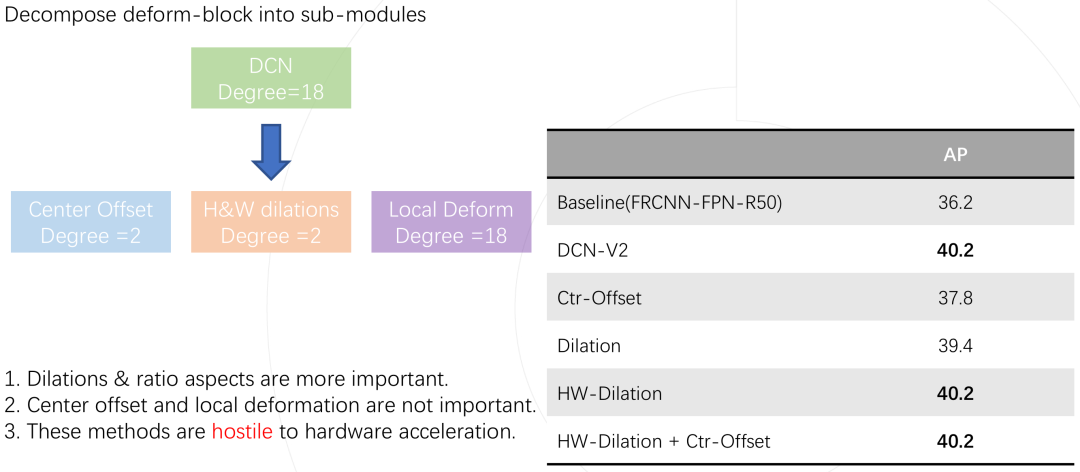 Decompose deform-block into sub-modules
DCN
Degree=18
Center Offset
Degree =2
H&W dilations
Degree =2
Local Deform
Degree =18
AP
Baseline(FRCNN-FPN-R50) 36.2
DCN-V2 40.2
Ctr-Offset 37.8
Dilation 39.4
HW-Dilation 40.2
HW-Dilation + Ctr-Offset 40.2
1. Dilations & ratio aspects are more important.
2. Center offset and local deformation are not important.
3. These methods are hostile to hardware acceleration.